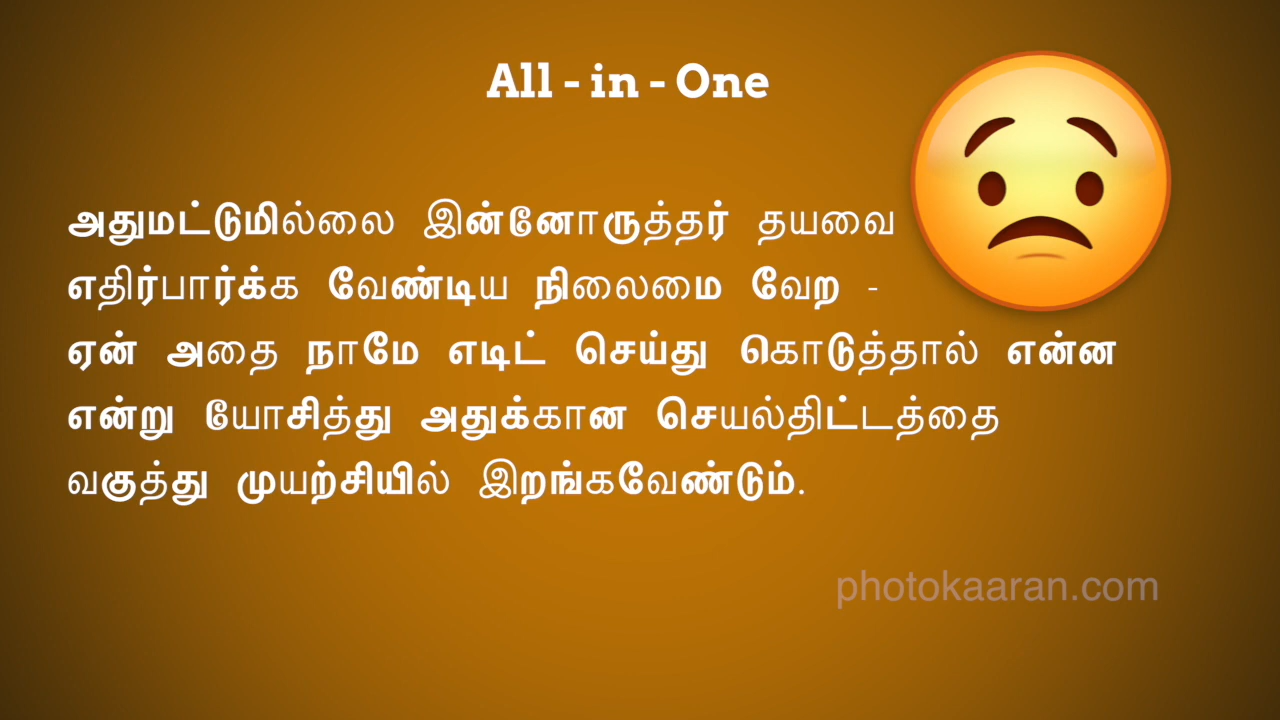 All - in - One
அதுமட்டுமில்லை இன்னோருத்தர் தயவை
எதிர்பார்க்க வேண்டிய நிலைமை வேற -
ஏன் அதை நாமே எடிட் செய்து கொடுத்தால் என்ன
என்று யோசித்து அதுக்கான செயல்திட்டத்தை
வகுத்து முயற்சியில் இறங்கவேண்டும்.
photokaaran.com